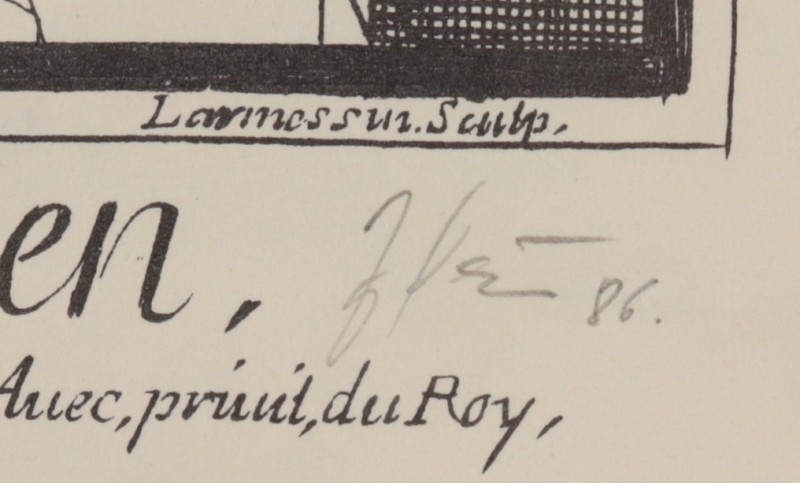 Larmessin. Sculp.
en, 86.
Auec, priuil, du Roy,